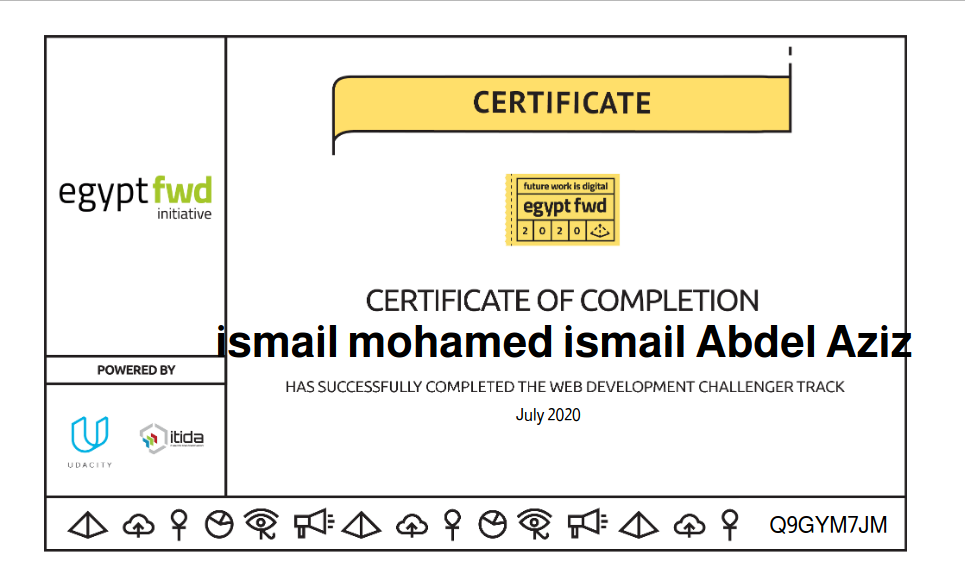 CERTIFICATE
egypt fwd
initiative
future work is digital
egypt fwd
2 0 2 0
CERTIFICATE OF COMPLETION
ismail mohamed ismail Abdel Aziz
HAS SUCCESSFULLY COMPLETED THE WEB DEVELOPMENT CHALLENGER TRACK
July 2020
POWERED BY
UDACITY
itida
Q9GYM7JM